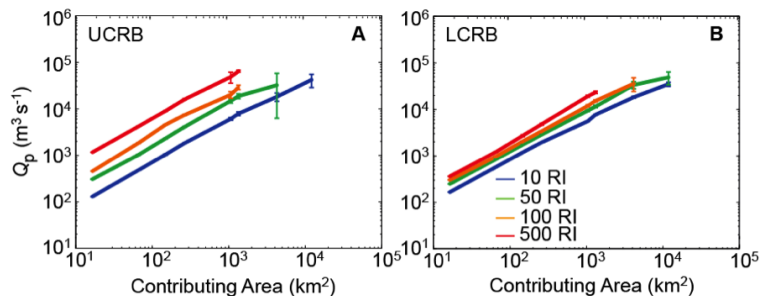 UCRB A
LCRB B
Qp (m³ s⁻¹)
10⁶
10⁵
10⁴
10³
10²
10¹
10⁶
10⁵
10⁴
10³
10²
10¹
10 RI
50 RI
100 RI
500 RI
10¹ 10² 10³ 10⁴ 10⁵
10¹ 10² 10³ 10⁴ 10⁵
Contributing Area (km²)
Contributing Area (km²)